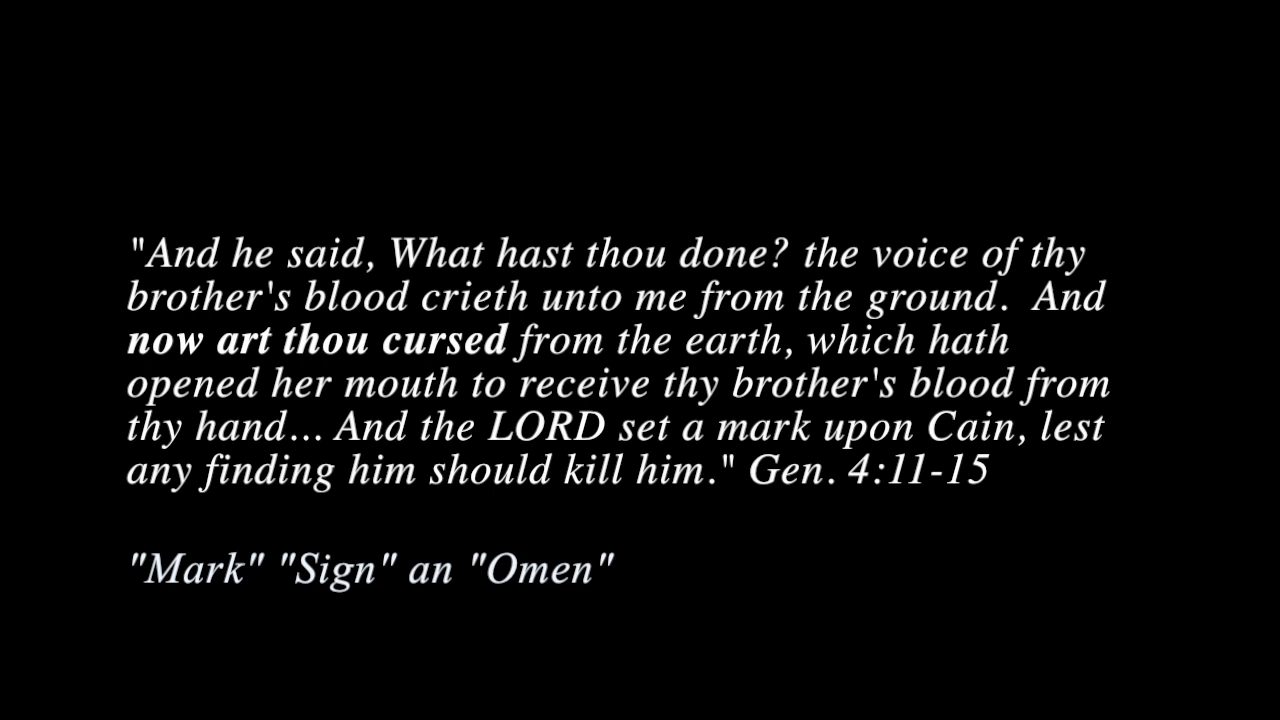 "And he said, What hast thou done? the voice of thy
brother's blood crieth unto me from the ground.  And
now art thou cursed from the earth, which hath
opened her mouth to receive thy brother's blood from
thy hand... And the LORD set a mark upon Cain, lest
any finding him should kill him." Gen. 4:11-15
"Mark" "Sign" an "Omen"